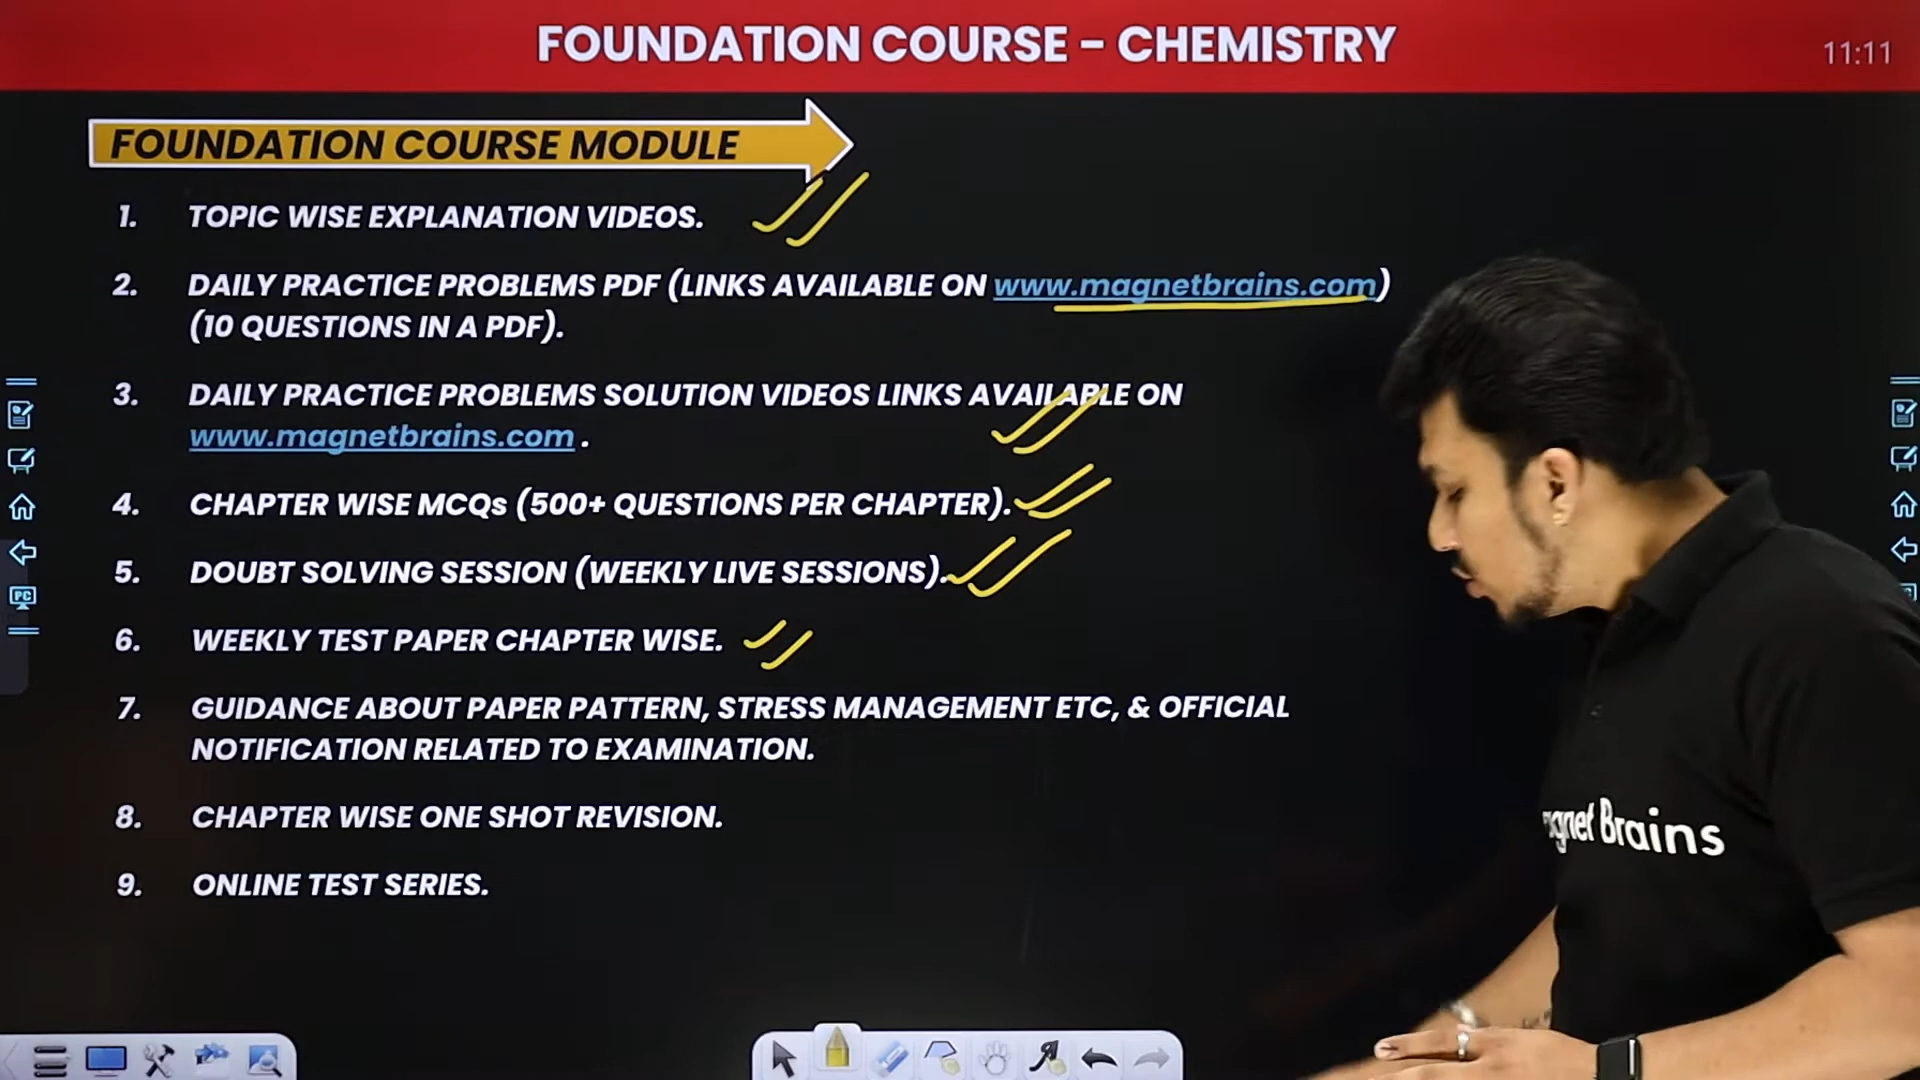 FOUNDATION COURSE - CHEMISTRY
11:11
FOUNDATION COURSE MODULE
1. TOPIC WISE EXPLANATION VIDEOS.
2. DAILY PRACTICE PROBLEMS PDF (LINKS AVAILABLE ON www.magnetbrains.com)
(10 QUESTIONS IN A PDF).
3. DAILY PRACTICE PROBLEMS SOLUTION VIDEOS LINKS AVAILABLE ON
www.magnetbrains.com .
4. CHAPTER WISE MCQs (500+ QUESTIONS PER CHAPTER).
5. DOUBT SOLVING SESSION (WEEKLY LIVE SESSIONS).
6. WEEKLY TEST PAPER CHAPTER WISE.
7. GUIDANCE ABOUT PAPER PATTERN, STRESS MANAGEMENT ETC, & OFFICIAL
NOTIFICATION RELATED TO EXAMINATION.
8. CHAPTER WISE ONE SHOT REVISION.
9. ONLINE TEST SERIES.
PC
agnet Brains